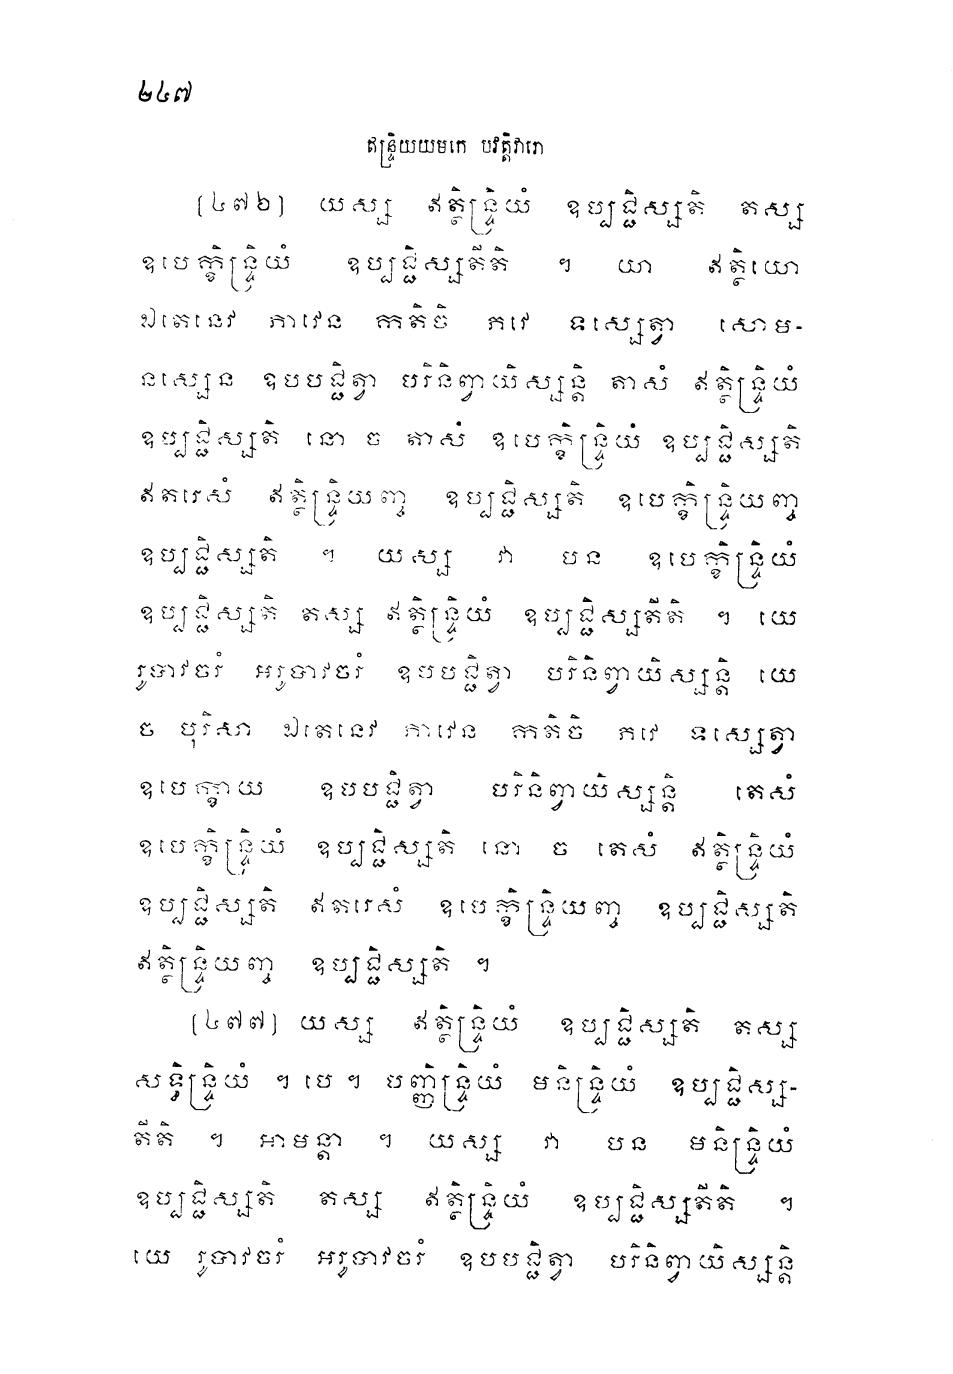 ២៤៧
ឥន្ទ្រិយយមកេ បវត្តិវារោ
(៤៧២) យស្ស ឥត្ថិន្ទ្រិយំ ឧប្បជ្ជិស្សតិ តស្ស
ឧបេក្ខិន្ទ្រិយំ ឧប្បជ្ជិស្សតីតិ ។ យា ឥត្ថិយោ
ឯតេនេវ ភាវេន កតិចិ ភវេ ទស្សេត្វា សោម-
នស្សេន ឧបបជ្ជិត្វា បរិនិព្វាយិស្សន្តិ តាសំ ឥត្ថិន្ទ្រិយំ
ឧប្បជ្ជិស្សតិ នោ ច តាសំ ឧបេក្ខិន្ទ្រិយំ ឧប្បជ្ជិស្សតិ
ឥតរេសំ ឥត្ថិន្ទ្រិយញ្ច ឧប្បជ្ជិស្សតិ ឧបេក្ខិន្ទ្រិយញ្ច
ឧប្បជ្ជិស្សតិ ។ យស្ស វា បន ឧបេក្ខិន្ទ្រិយំ
ឧប្បជ្ជិស្សតិ តស្ស ឥត្ថិន្ទ្រិយំ ឧប្បជ្ជិស្សតីតិ ។ យេ
រូបាវចរំ អរូបាវចរំ ឧបបជ្ជិត្វា បរិនិព្វាយិស្សន្តិ យេ
ច បុរិសា ឯតេនេវ ភាវេន កតិចិ ភវេ ទស្សេត្វា
ឧបេក្ខាយ ឧបបជ្ជិត្វា បរិនិព្វាយិស្សន្តិ តេសំ
ឧបេក្ខិន្ទ្រិយំ ឧប្បជ្ជិស្សតិ នោ ច តេសំ ឥត្ថិន្ទ្រិយំ
ឧប្បជ្ជិស្សតិ ឥតរេសំ ឧបេក្ខិន្ទ្រិយញ្ច ឧប្បជ្ជិស្សតិ
ឥត្ថិន្ទ្រិយញ្ច ឧប្បជ្ជិស្សតិ ។
(៤៧៧) យស្ស ឥត្ថិន្ទ្រិយំ ឧប្បជ្ជិស្សតិ តស្ស
សទ្ធិន្ទ្រិយំ ។ បេ ។ បញ្ញិន្ទ្រិយំ មនិន្ទ្រិយំ ឧប្បជ្ជិស្ស-
តីតិ ។ អាមន្តា ។ យស្ស វា បន មនិន្ទ្រិយំ
ឧប្បជ្ជិស្សតិ តស្ស ឥត្ថិន្ទ្រិយំ ឧប្បជ្ជិស្សតីតិ ។
យេ រូបាវចរំ អរូបាវចរំ ឧបបជ្ជិត្វា បរិនិព្វាយិស្សន្តិ